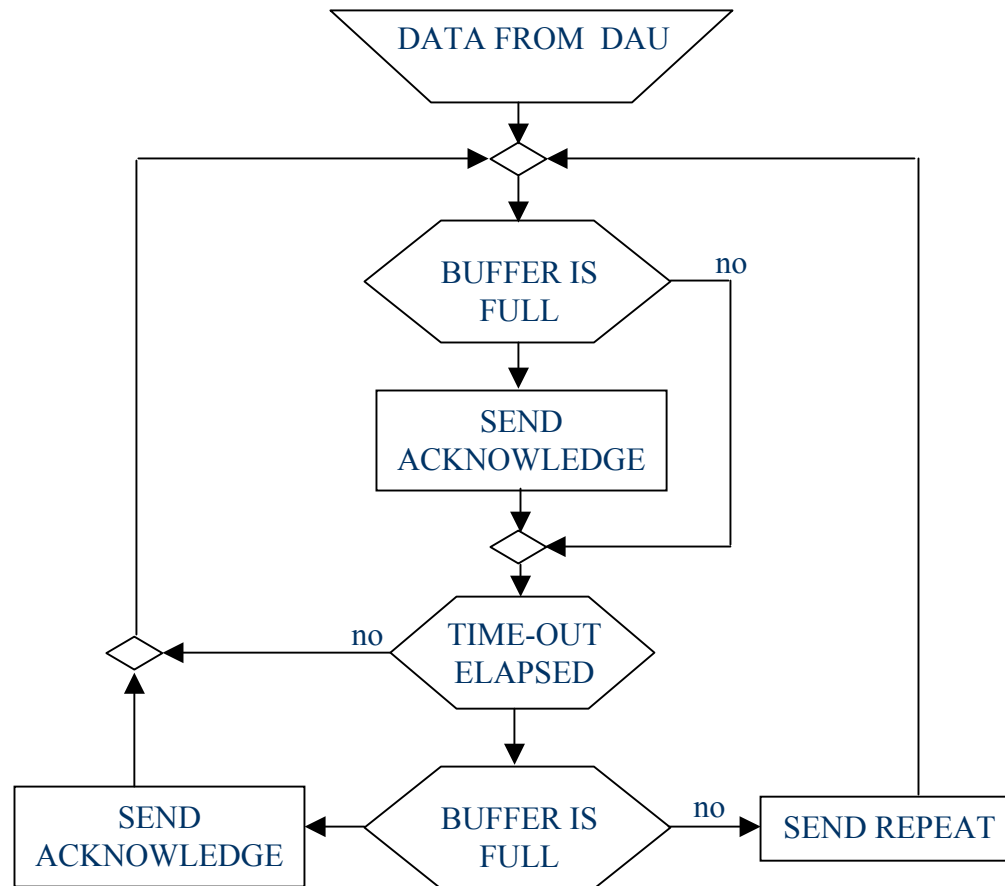 DATA FROM DAU
BUFFER IS
FULL
no
SEND
ACKNOWLEDGE
no
TIME-OUT
ELAPSED
SEND
ACKNOWLEDGE
BUFFER IS
FULL
no
SEND REPEAT